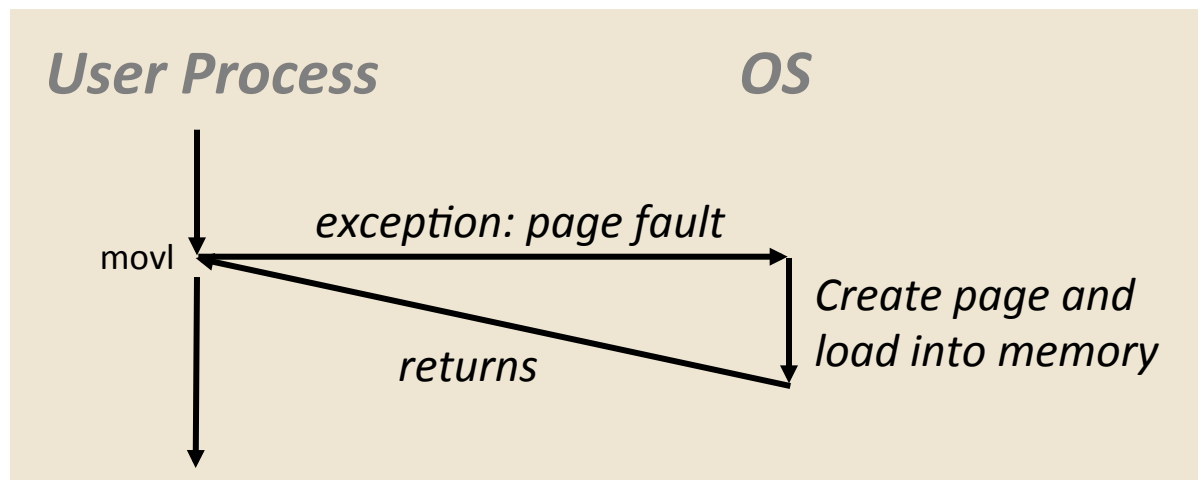 User Process
OS
exception: page fault
movl
Create page and
load into memory
returns